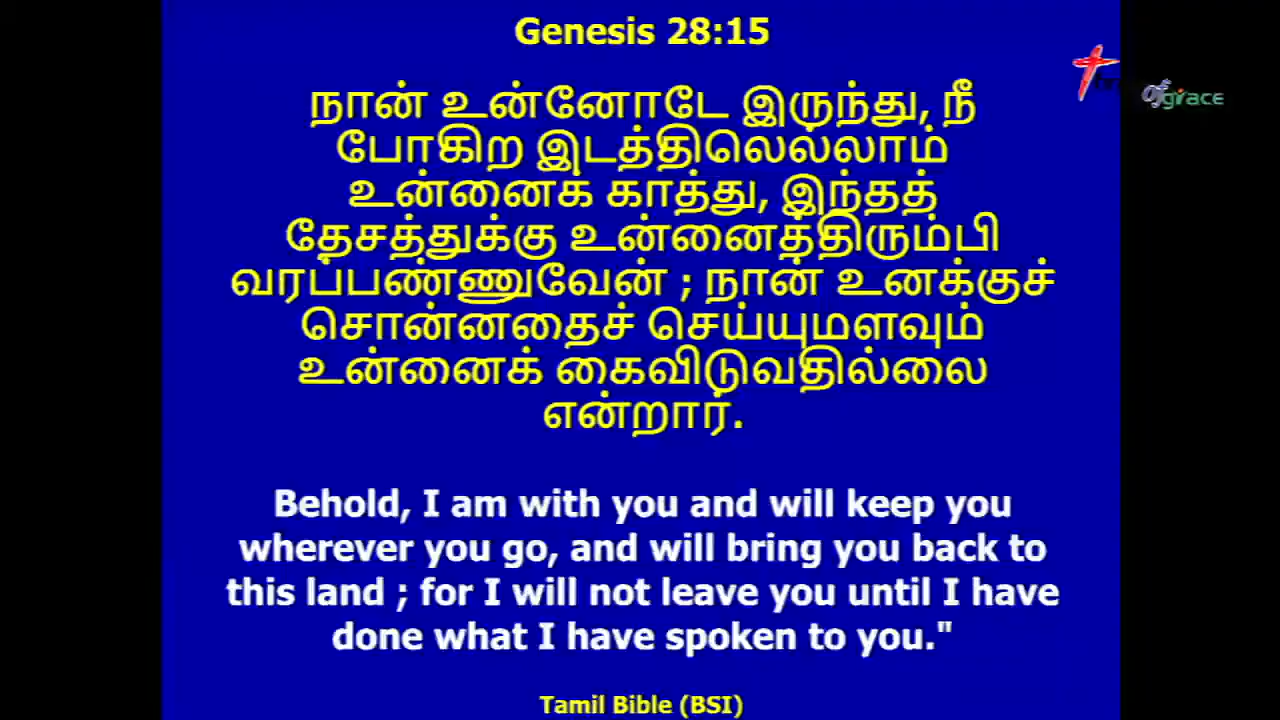 Genesis 28:15
of grace
நான் உன்னோடே இருந்து, நீ
போகிற இடத்திலெல்லாம்
உன்னைக் காத்து, இந்தத்
தேசத்துக்கு உன்னைத்திரும்பி
வரப்பண்ணுவேன் ; நான் உனக்குச்
சொன்னதைச் செய்யுமளவும்
உன்னைக் கைவிடுவதில்லை
என்றார்.
Behold, I am with you and will keep you
wherever you go, and will bring you back to
this land ; for I will not leave you until I have
done what I have spoken to you."
Tamil Bible (BSI)